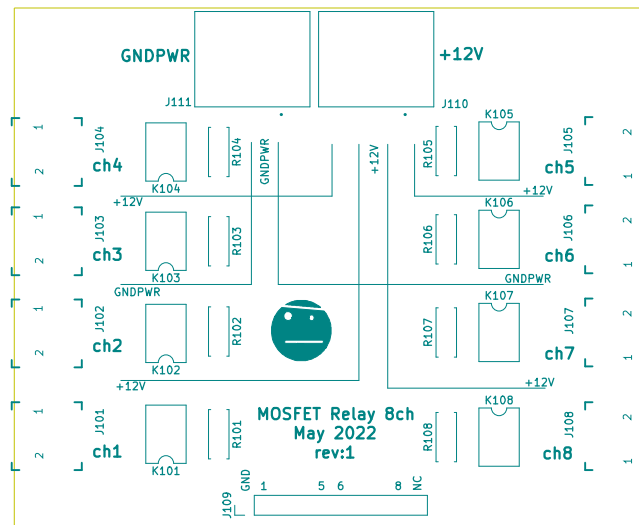 GNDPWR
+12V
J111
J110
K105
1
J104
R104
GNDPWR
+12V
R105
J105
2
ch4
ch5
2
K104
1
+12V
+12V
K106
1
J103
R103
R106
J106
2
ch3
ch6
2
K103
1
GNDPWR
GNDPWR
K107
1
J102
R102
R107
J107
2
ch2
ch7
2
K102
1
+12V
+12V
K108
1
J101
R101
MOSFET Relay 8ch
May 2022
rev:1
R108
J108
2
ch1
ch8
2
K101
1
J109
GND
1
5
6
8
NC